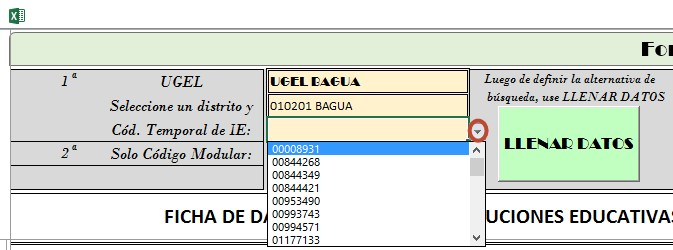 Fo
1ª UGEL UGEL BAGUA Luego de definir la alternativa de
Seleccione un distrito y 010201 BAGUA búsqueda, use LLENAR DATOS
Cód. Temporal de IE:
LLENAR DATOS
2ª Solo Código Modular:
00008931
00844268
00844349
00844421
00953490
00993743
00994571
01177133
FICHA DE DA UCIONES EDUCATIVAS